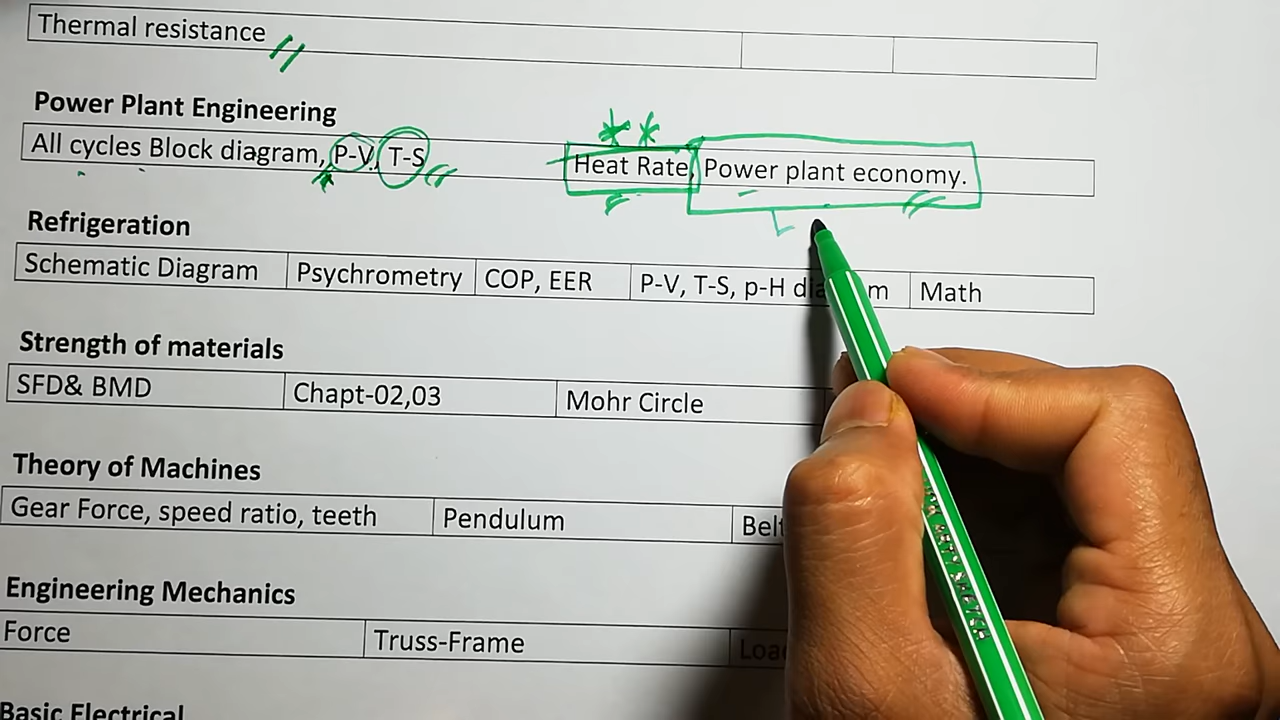 Thermal resistance
Power Plant Engineering
All cycles Block diagram, P-V, T-S Heat Rate, Power plant economy.
Refrigeration
Schematic Diagram Psychrometry COP, EER P-V, T-S, p-H Math
Strength of materials
SFD& BMD Chapt-02,03 Mohr Circle
Theory of Machines
Gear Force, speed ratio, teeth Pendulum Belt
Engineering Mechanics
Force Truss-Frame
Basic Electrical